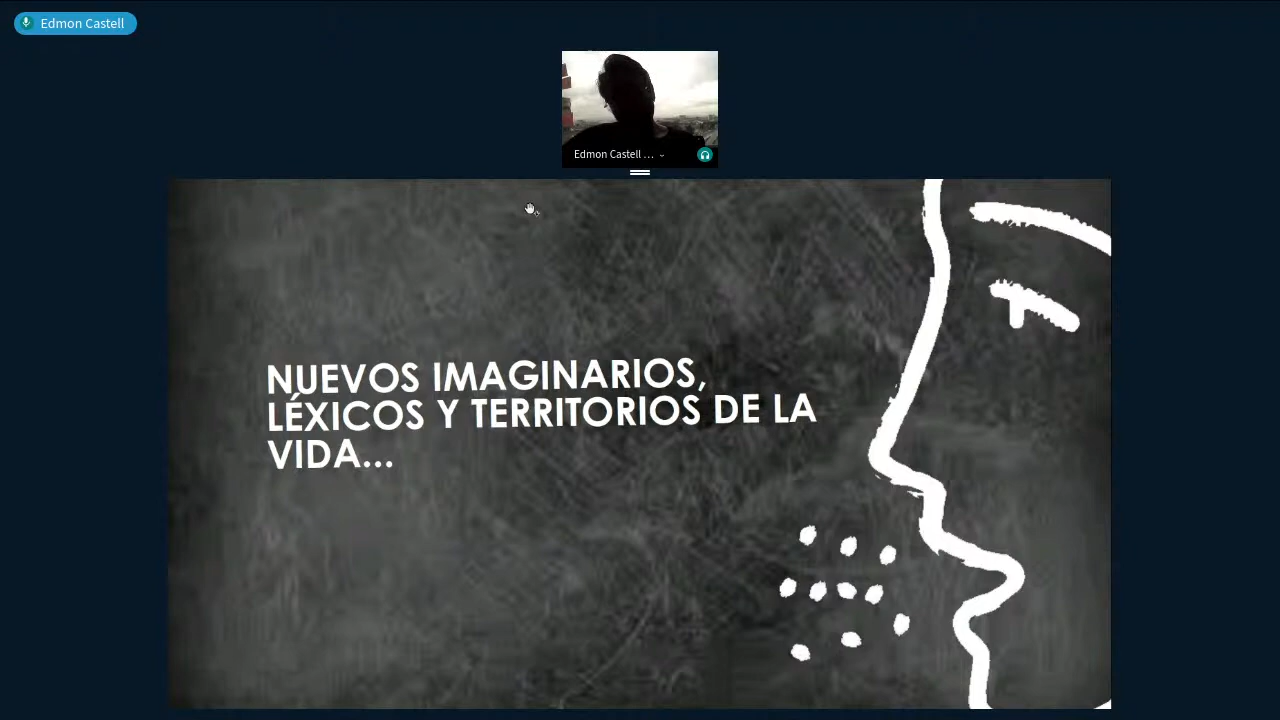 Edmon Castell
Edmon Castell ...
NUEVOS IMAGINARIOS,
LÉXICOS Y TERRITORIOS DE LA
VIDA...